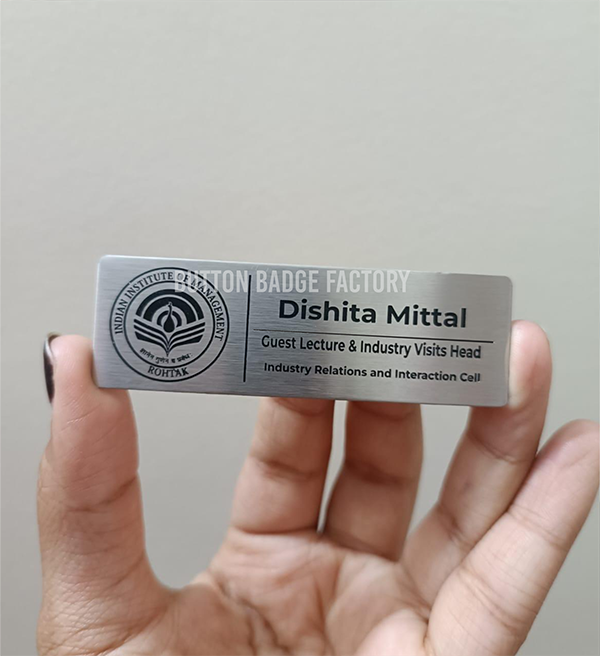 BUTTON BADGE FACTORY
INDIAN INSTITUTE OF MANAGEMENT
ROHTAK
Dishita Mittal
Guest Lecture & Industry Visits Head
Industry Relations and Interaction Cell